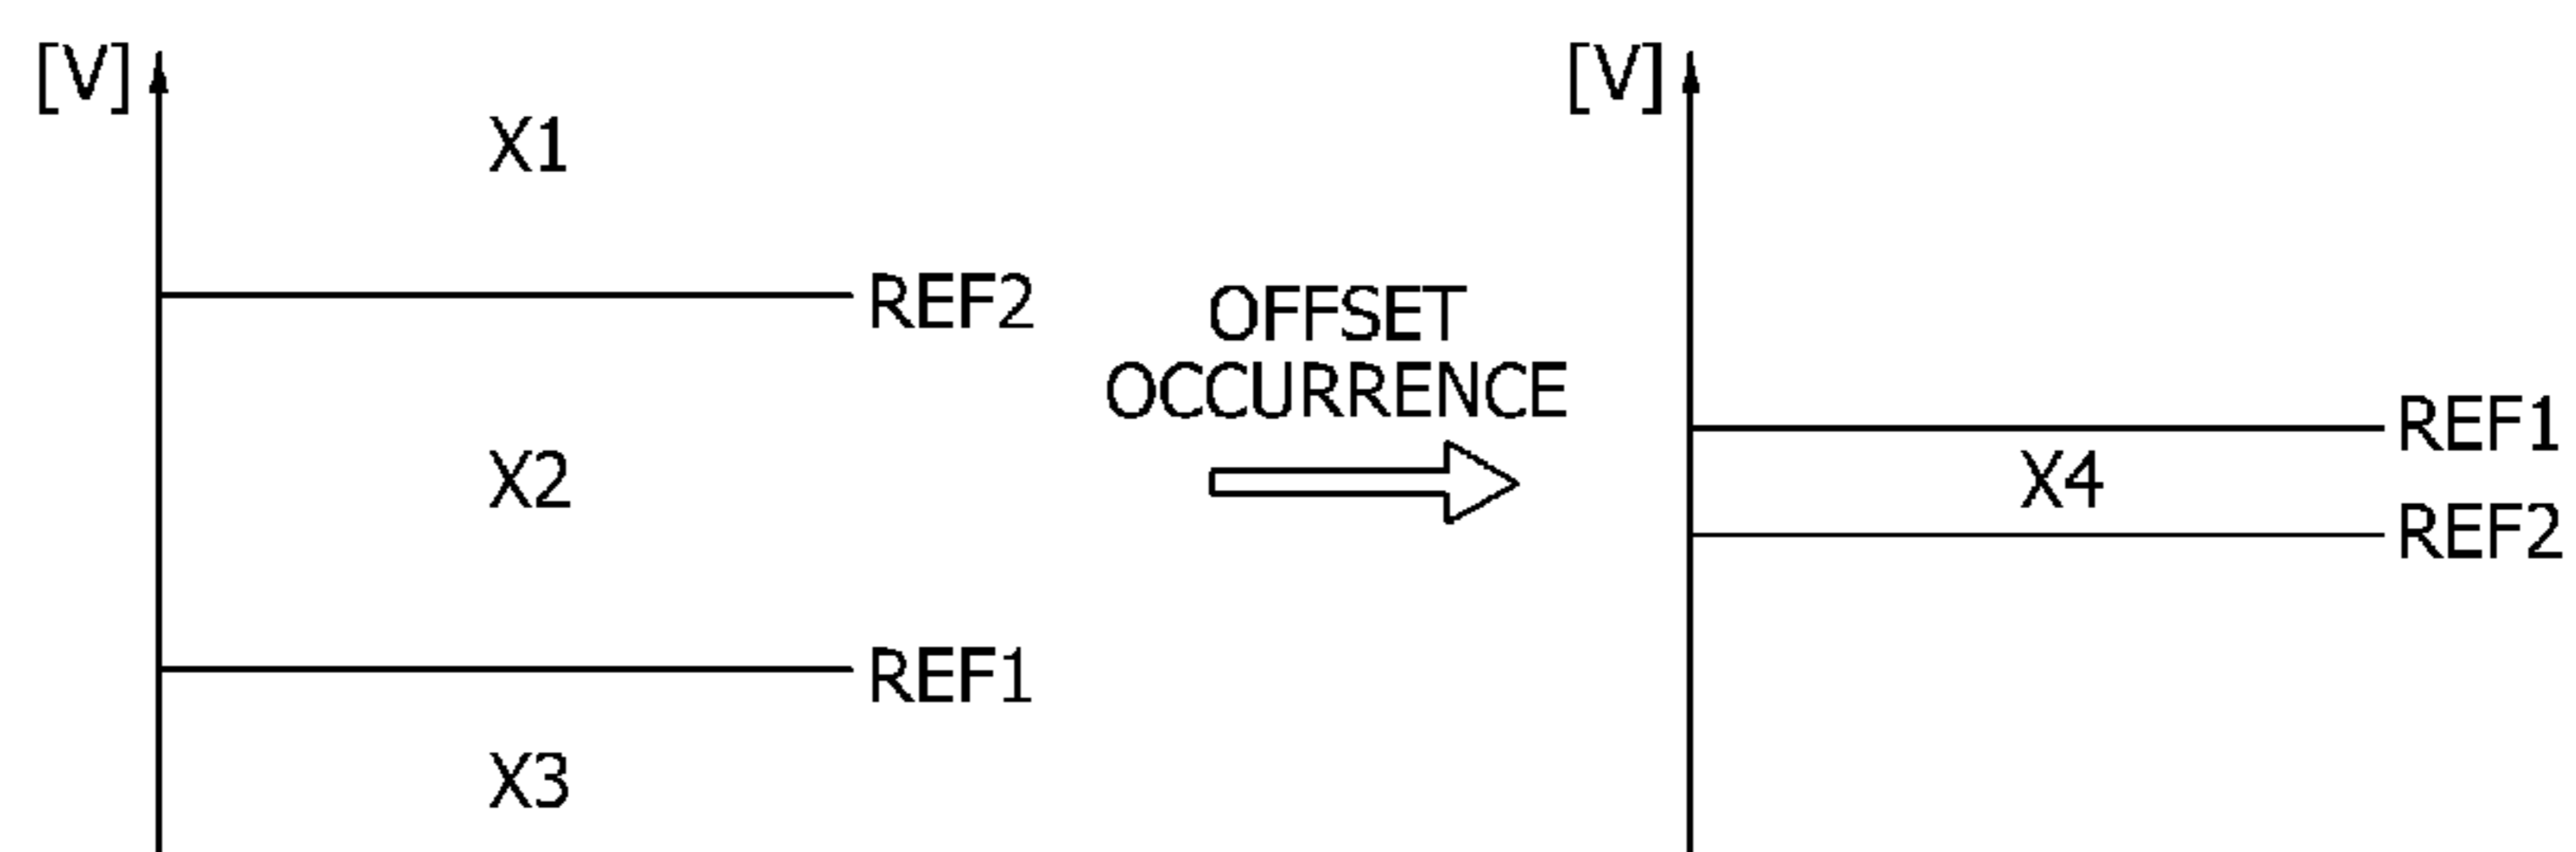 [V]
X1
REF2
X2
REF1
X3
OFFSET
OCCURRENCE
[V]
REF1
X4
REF2